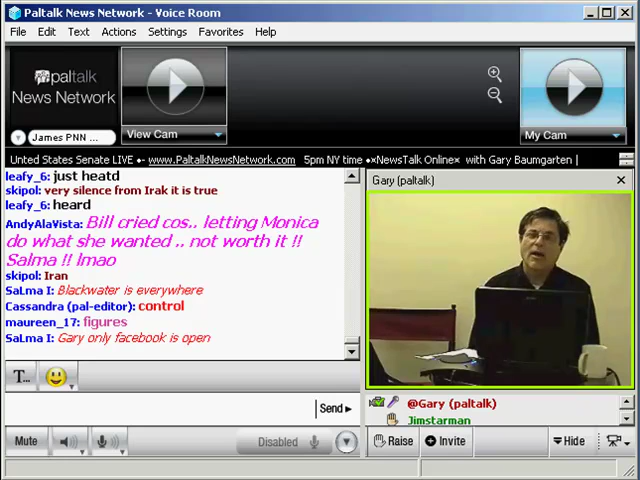 Paltalk News Network - Voice Room
File Edit Text Actions Settings Favorites Help
paltalk
News Network
James PNN ...
View Cam
My Cam
United States Senate LIVE •- www.PaltalkNewsNetwork.com 5pm NY time •×NewsTalk Online× with Gary Baumgarten |
leafy_6: just heatd
skipol: very silence from Irak it is true
leafy_6: heard
AndyAlaVista: Bill cried cos.. letting Monica
do what she wanted .. not worth it !!
Salma !! lmao
skipol: Iran
SaLma I: Blackwater is everywhere
Cassandra (pal-editor): control
maureen_17: figures
SaLma I: Gary only facebook is open
T...
Send
Mute
Disabled
Gary (paltalk)
@Gary (paltalk)
Jimstarman
Raise
Invite
Hide